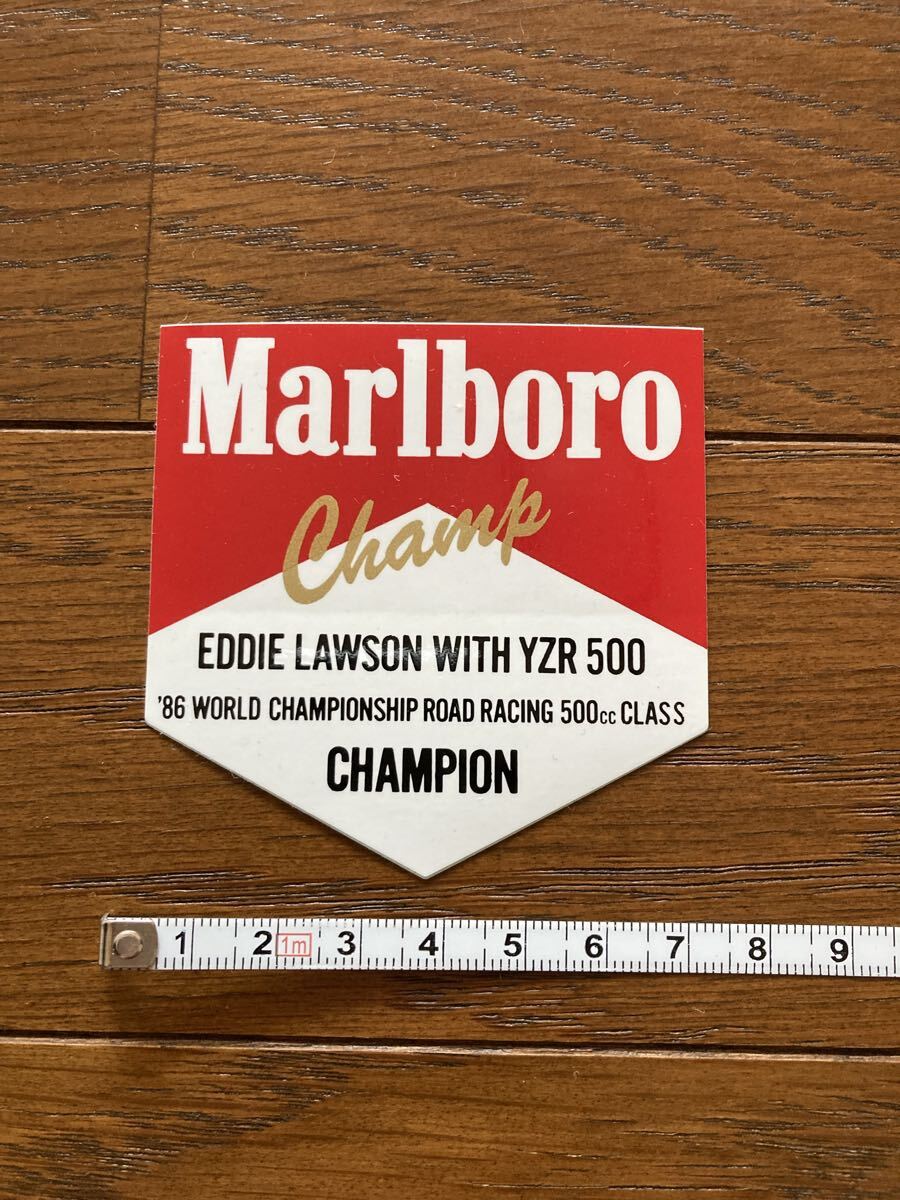 Marlboro
Champ
EDDIE LAWSON WITH YZR 500
'86 WORLD CHAMPIONSHIP ROAD RACING 500cc CLASS
CHAMPION
1 2 1m 3 4 5 6 7 8 9